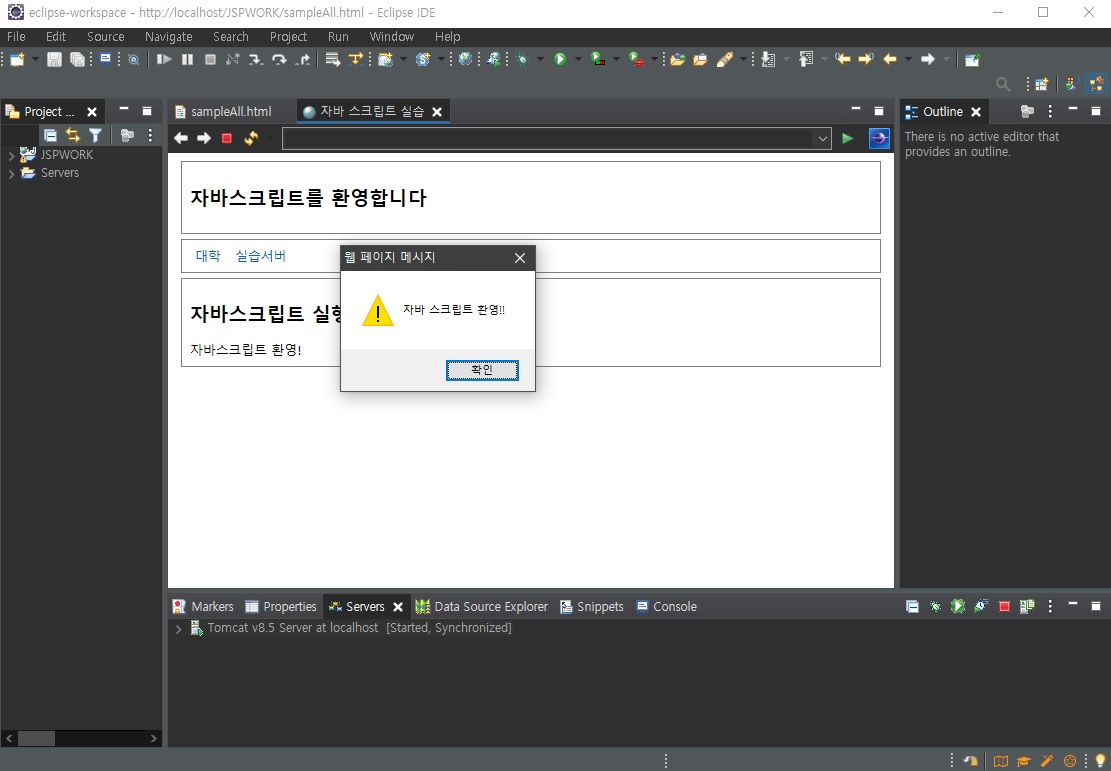 eclipse-workspace - http://localhost/JSPWORK/sampleAll.html - Eclipse IDE
File Edit Source Navigate Search Project Run Window Help
Project ...
sampleAll.html
자바 스크립트 실습
Outline
JSPWORK
Servers
There is no active editor that
provides an outline.
자바스크립트를 환영합니다
대학 실습서버
자바스크립트
자바스크립트 환영!
웹 페이지 메시지
자바 스크립트 환영!!
확인
Markers Properties Servers Data Source Explorer Snippets Console
Tomcat v8.5 Server at localhost [Started, Synchronized]